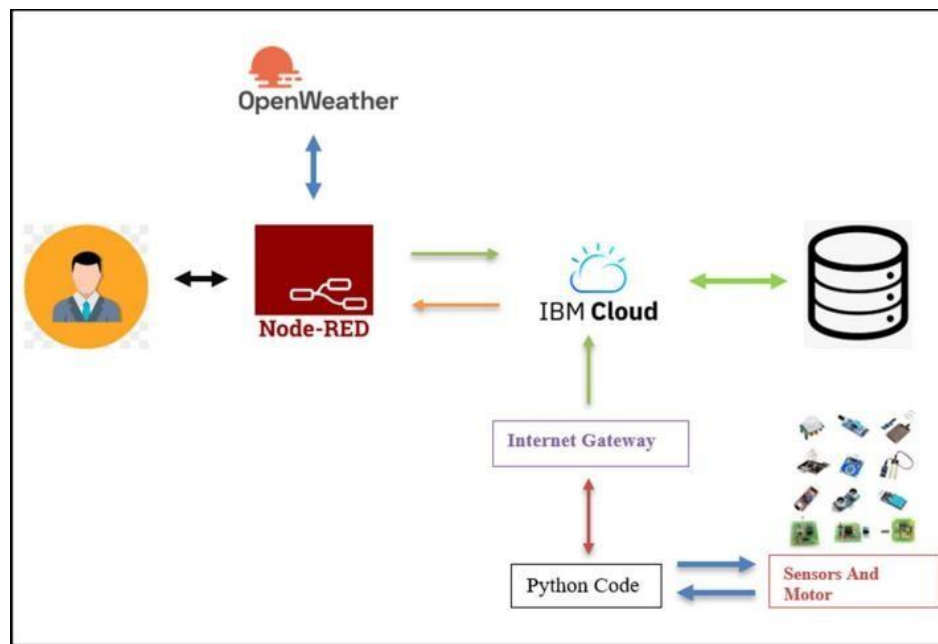 OpenWeather
Node-RED
IBM Cloud
Internet Gateway
Python Code
Sensors And
Motor